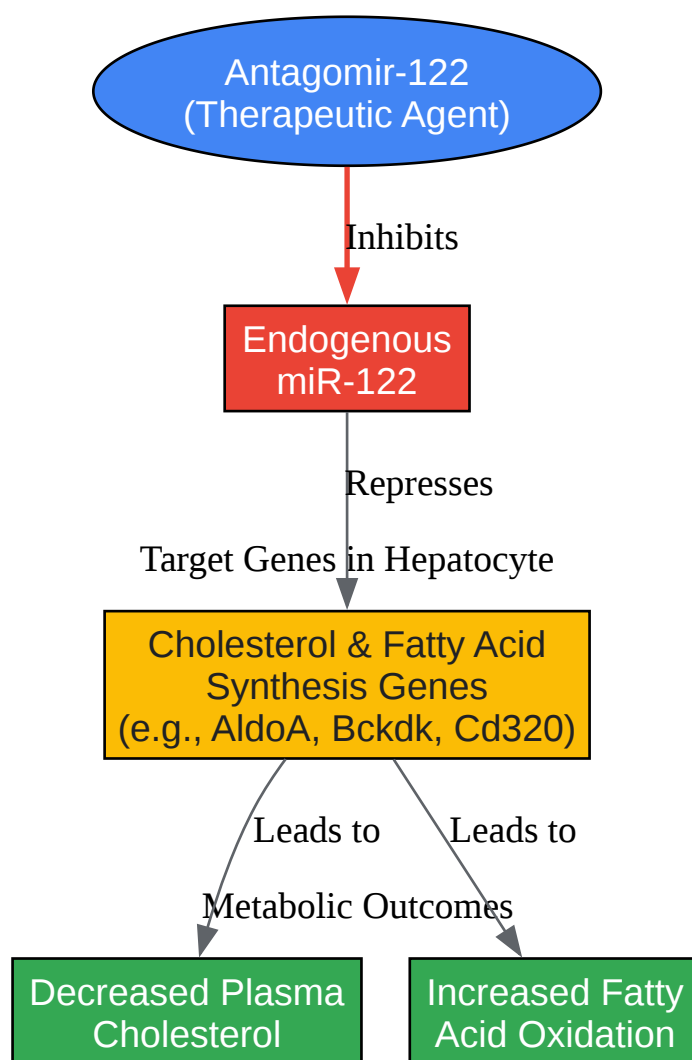 Antagomir-122
(Therapeutic Agent)
Inhibits
Endogenous
miR-122
Represses
Target Genes in Hepatocyte
Cholesterol & Fatty Acid
Synthesis Genes
(e.g., AldoA, Bckdk, Cd320)
Leads to
Leads to
Metabolic Outcomes
Decreased Plasma
Cholesterol
Increased Fatty
Acid Oxidation